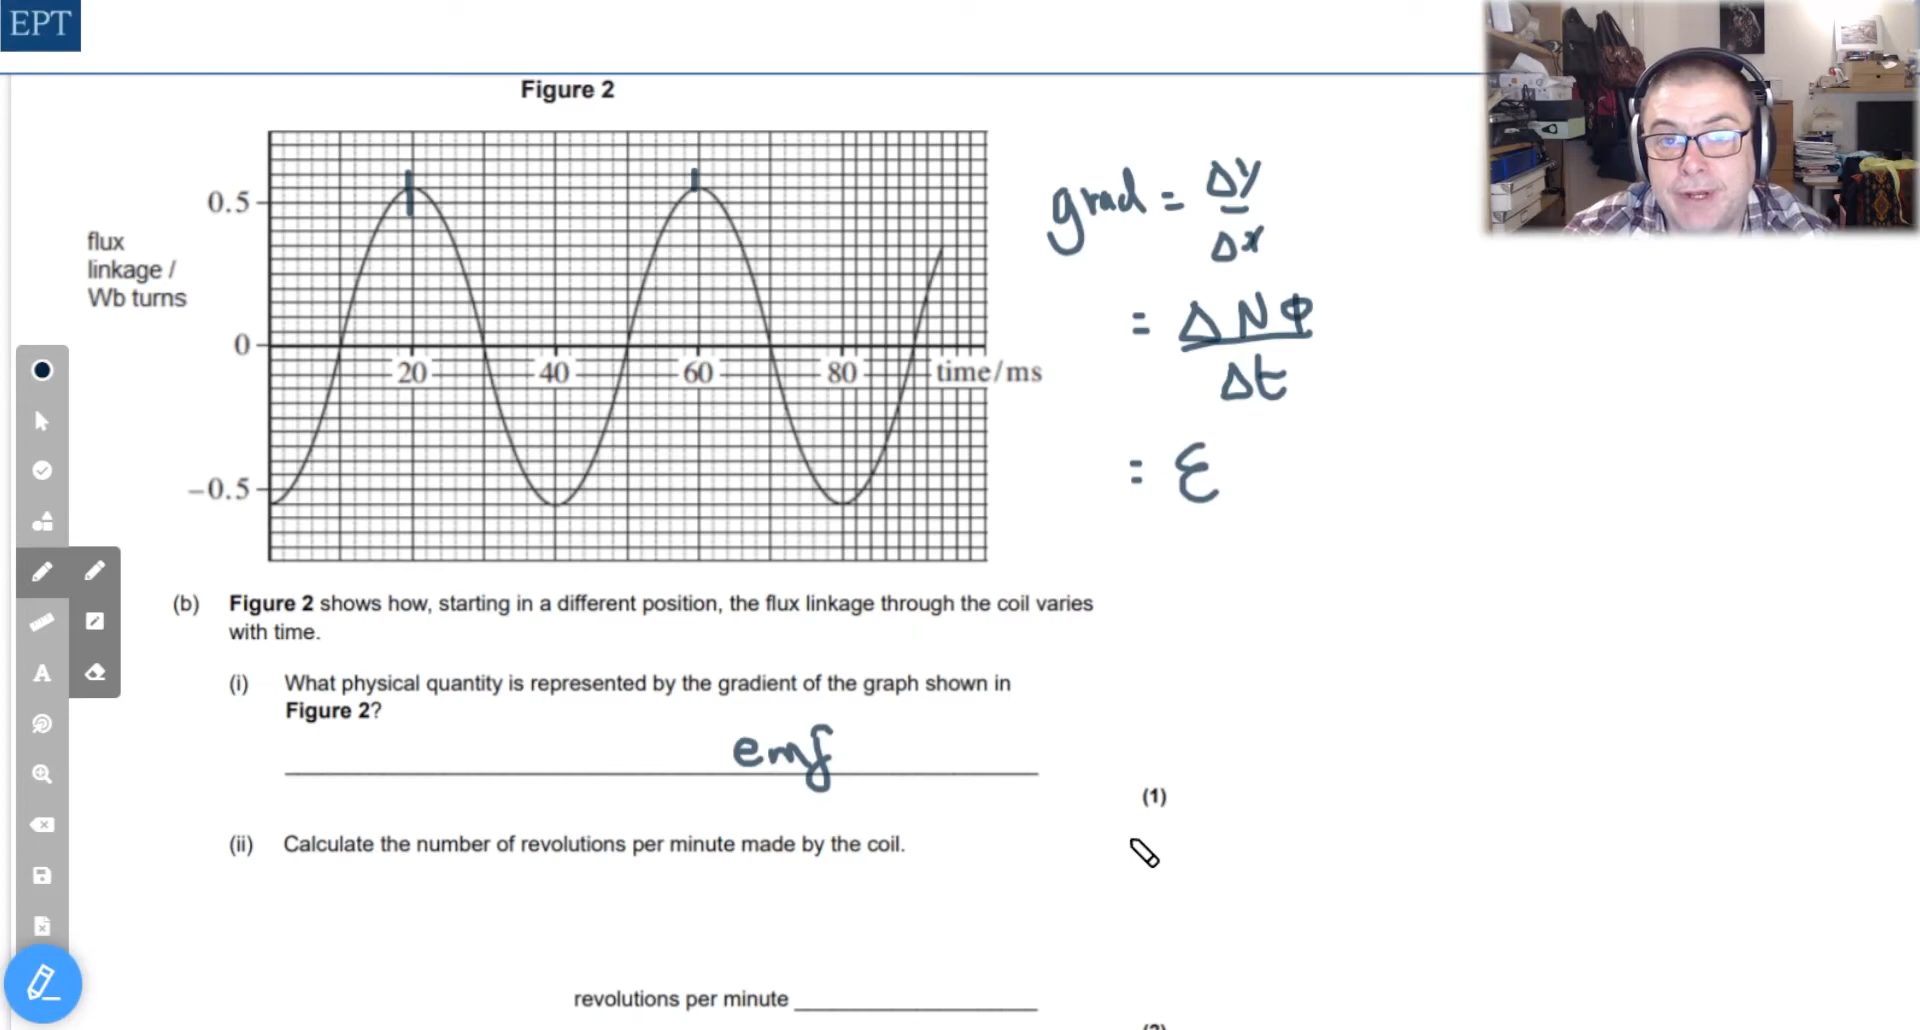 EPT
Figure 2
0.5
flux
linkage /
Wb turns
0
20 40 60 80 time/ms
−0.5
grad = Δy
Δx
= ΔNΦ
Δt
= ε
(b) Figure 2 shows how, starting in a different position, the flux linkage through the coil varies
with time.
(i) What physical quantity is represented by the gradient of the graph shown in
Figure 2?
emf
(1)
A
(ii) Calculate the number of revolutions per minute made by the coil.
revolutions per minute